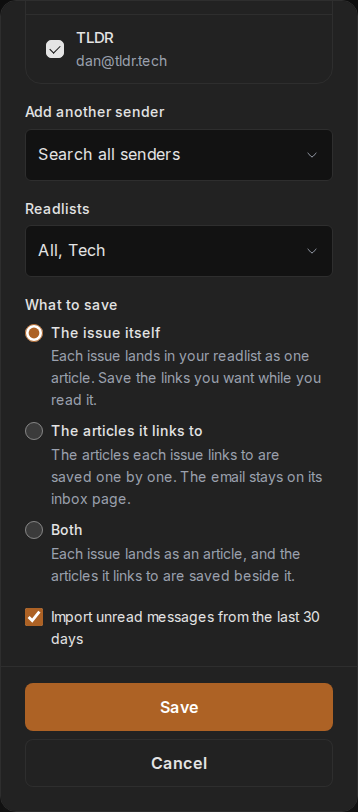 TLDR
dan@tldr.tech
Add another sender
Search all senders
Readlists
All, Tech
What to save
The issue itself
Each issue lands in your readlist as one
article. Save the links you want while you
read it.
The articles it links to
The articles each issue links to are
saved one by one. The email stays on its
inbox page.
Both
Each issue lands as an article, and the
articles it links to are saved beside it.
Import unread messages from the last 30
days
Save
Cancel